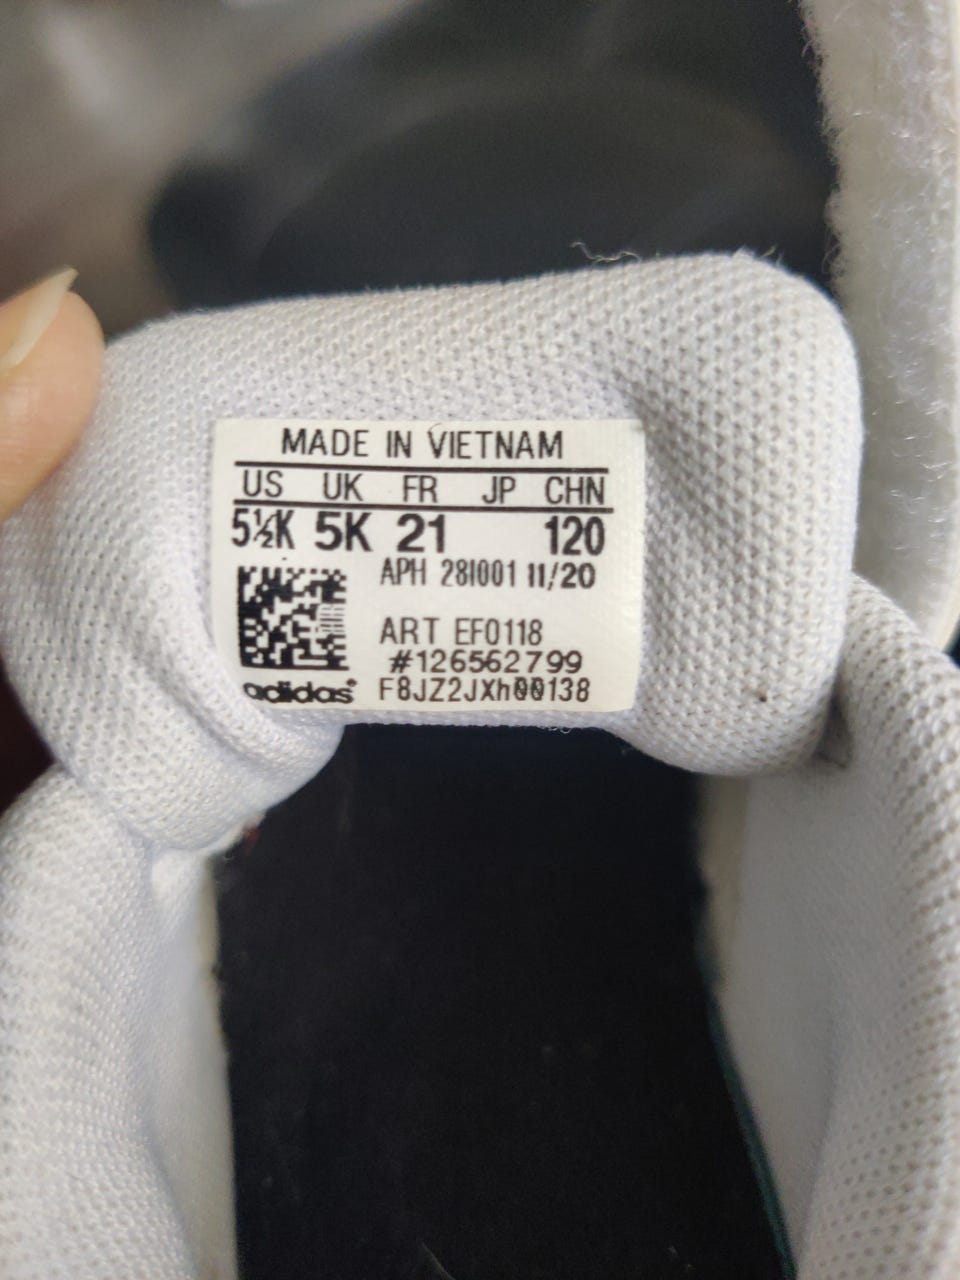 MADE IN VIETNAM
US UK FR JP CHN
5½K 5K 21 120
APH 28I001 11/20
ART EF0118
#126562799
adidas® F8JZ2JXh00138